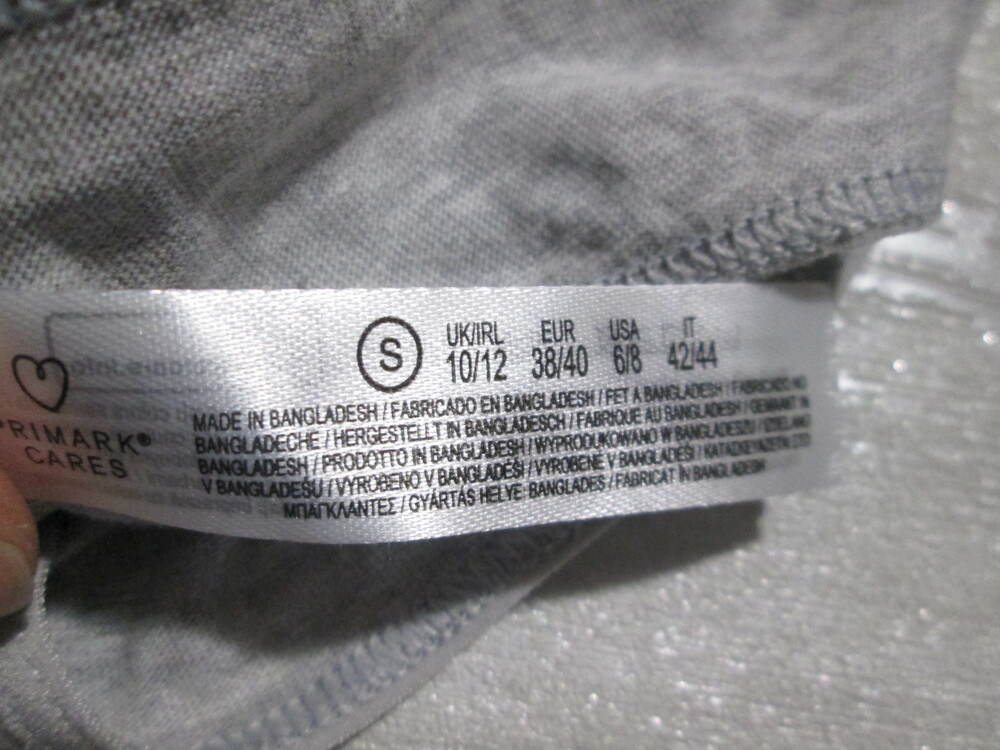 S
UK/IRL EUR USA IT
10/12 38/40 6/8 42/44
PRIMARK®
CARES
MADE IN BANGLADESH / FABRICADO EN BANGLADESH / FET A BANGLADESH / FABRICADO NO
BANGLADECHE / HERGESTELLT IN BANGLADESCH / FABRIQUÉ AU BANGLADESH / GEMAAKT IN
BANGLADESH / PRODOTTO IN BANGLADESH / WYPRODUKOWANO W BANGLADESZU / IZDELANO
V BANGLADEŠU / VYROBENO V BANGLADÉŠI / VYROBENÉ V BANGLADÉŠI / ΚΑΤΑΣΚΕΥΑΖΕΤΑΙ ΣΤΟ
ΜΠΑΓΚΛΑΝΤΕΣ / GYÁRTÁS HELYE: BANGLADES / FABRICAT ÎN BANGLADESH